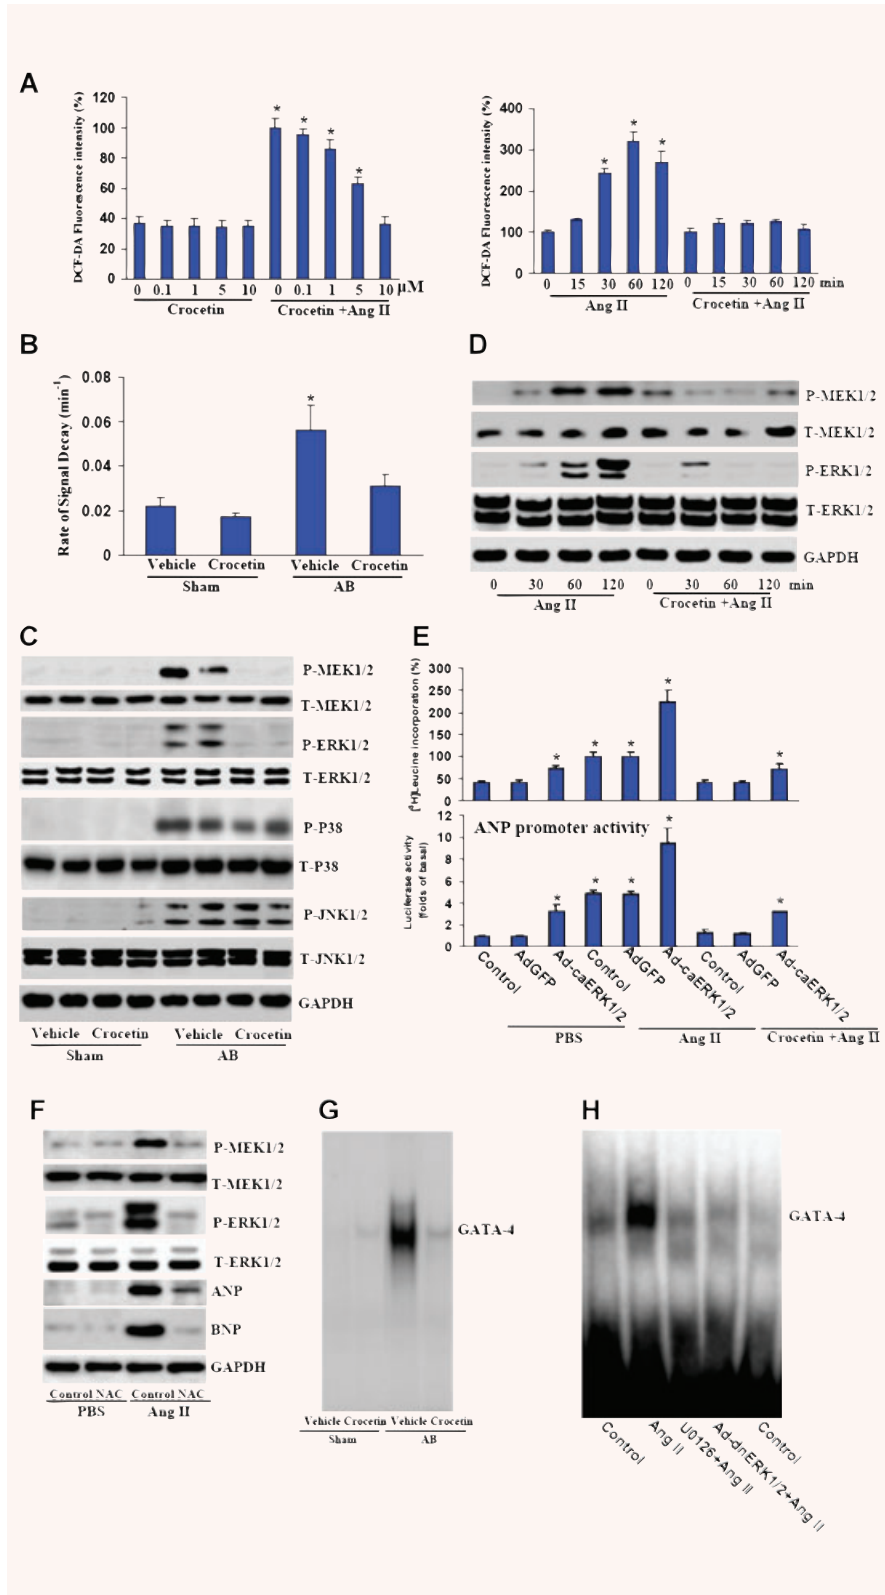 A
DCF-DA Fluorescence intensity (%)
120
100
80
60
40
20
0
* * * *
0 0.1 1 5 10 0 0.1 1 5 10 µM
Crocetin Crocetin +Ang II
DCF-DA Fluorescence intensity (%)
400
300
200
100
0
* * *
0 15 30 60 120 0 15 30 60 120 min
Ang II Crocetin +Ang II
B
Rate of Signal Decay (min-1)
0.08
0.06
0.04
0.02
0
*
Vehicle Crocetin Vehicle Crocetin
Sham AB
D
P-MEK1/2
T-MEK1/2
P-ERK1/2
T-ERK1/2
GAPDH
0 30 60 120 0 30 60 120 min
Ang II Crocetin +Ang II
C
P-MEK1/2
T-MEK1/2
P-ERK1/2
T-ERK1/2
P-P38
T-P38
P-JNK1/2
T-JNK1/2
GAPDH
Vehicle Crocetin Vehicle Crocetin
Sham AB
E
[3H]Leucine incorporation (%)
300
250
200
150
100
50
0
* * * * *
Luciferase activity
(folds of basal)
12
10
8
6
4
2
0
ANP promoter activity
* * * * *
Control AdGFP Ad-caERK1/2 Control AdGFP Ad-caERK1/2 Control AdGFP Ad-caERK1/2
PBS Ang II Crocetin +Ang II
F
P-MEK1/2
T-MEK1/2
P-ERK1/2
T-ERK1/2
ANP
BNP
GAPDH
Control NAC Control NAC
PBS Ang II
G
GATA-4
Vehicle Crocetin Vehicle Crocetin
Sham AB
H
GATA-4
Control
Ang II
U0126+Ang II
Ad-dnERK1/2+Ang II
Control